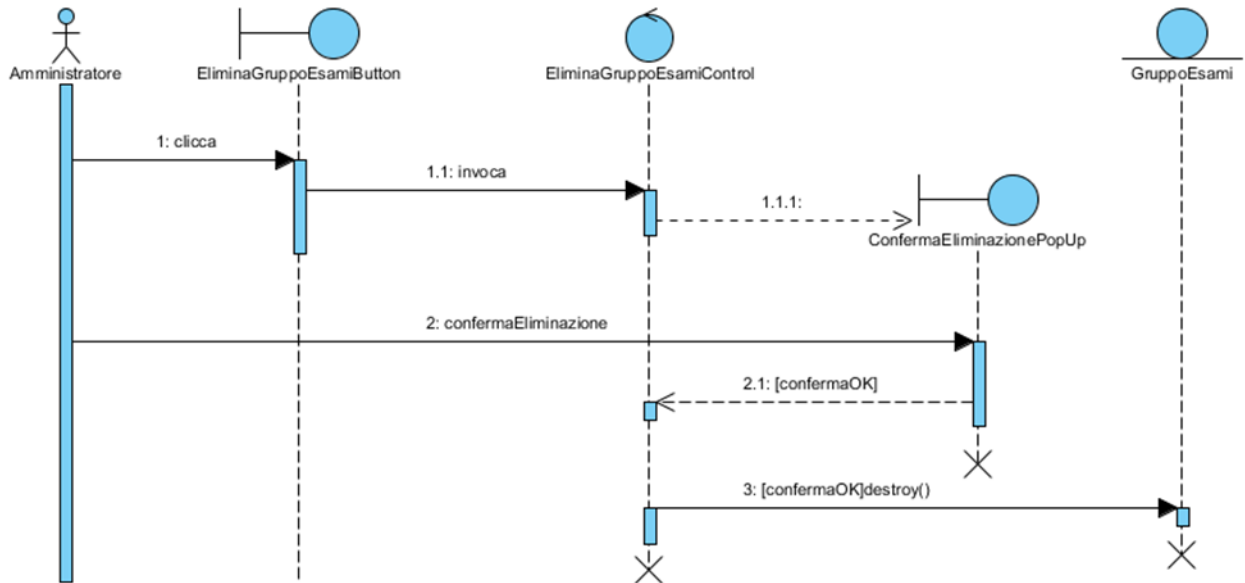 Amministratore
EliminaGruppoEsamiButton
EliminaGruppoEsamiControl
GruppoEsami
1: clicca
1.1: invoca
1.1.1:
ConfermaEliminazionePopUp
2: confermaEliminazione
2.1: [confermaOK]
3: [confermaOK]destroy()